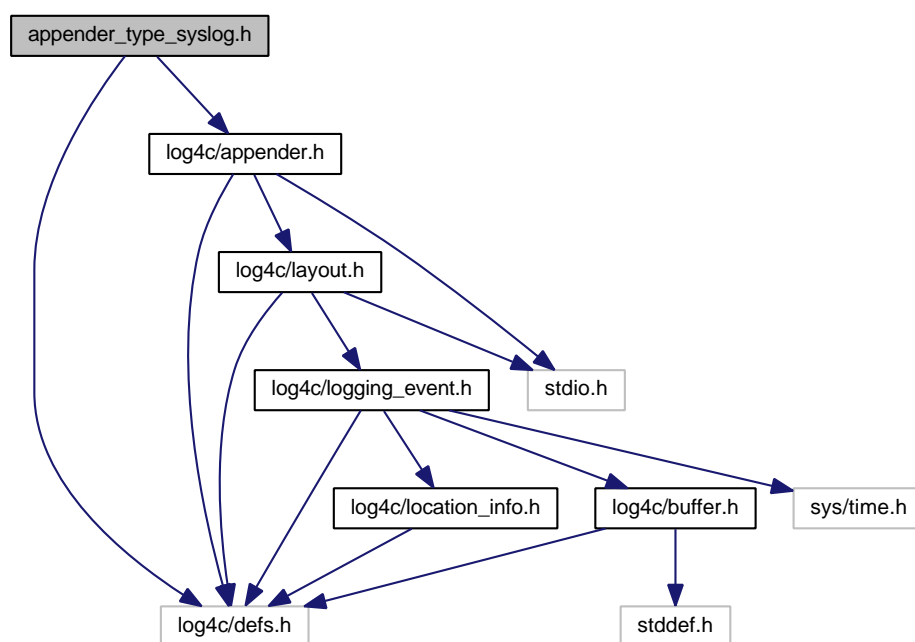 appender_type_syslog.h
log4c/appender.h
log4c/layout.h
log4c/logging_event.h
stdio.h
log4c/location_info.h
log4c/buffer.h
sys/time.h
log4c/defs.h
stddef.h